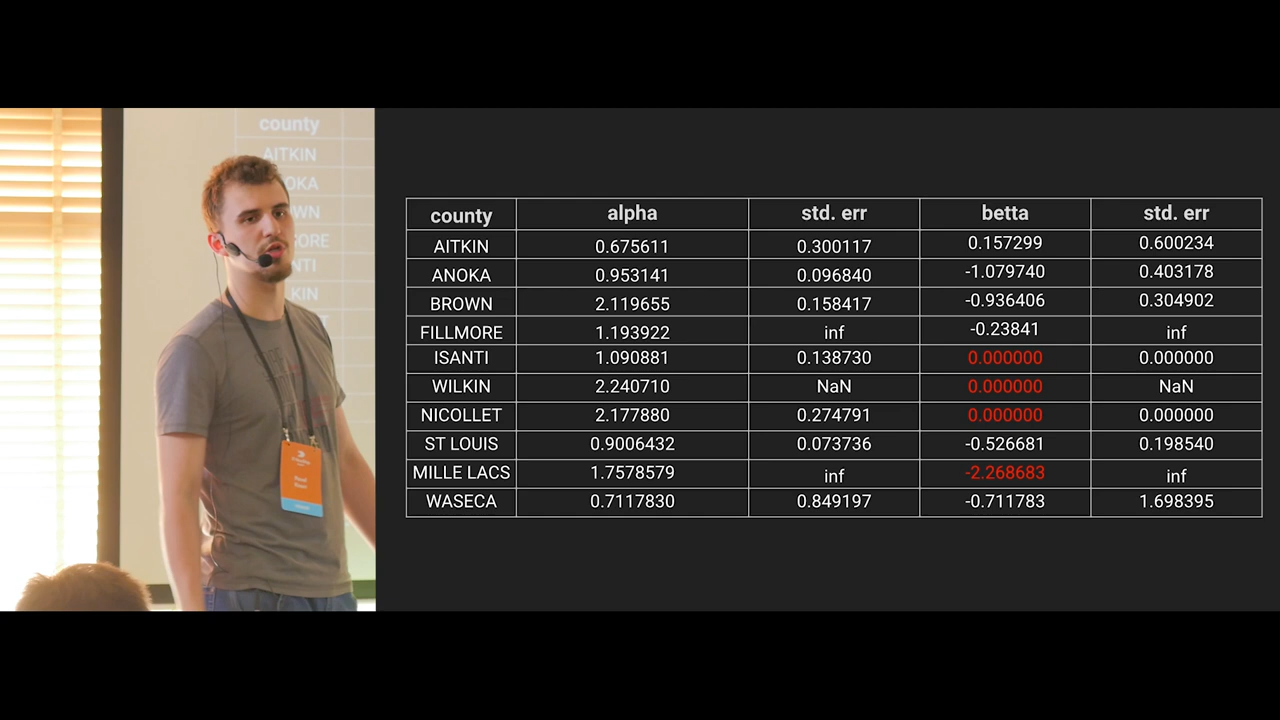 county
AITKIN
OKA
WN
ORE
NTI
KIN
county alpha std. err betta std. err
AITKIN 0.675611 0.300117 0.157299 0.600234
ANOKA 0.953141 0.096840 -1.079740 0.403178
BROWN 2.119655 0.158417 -0.936406 0.304902
FILLMORE 1.193922 inf -0.23841 inf
ISANTI 1.090881 0.138730 0.000000 0.000000
WILKIN 2.240710 NaN 0.000000 NaN
NICOLLET 2.177880 0.274791 0.000000 0.000000
ST LOUIS 0.9006432 0.073736 -0.526681 0.198540
MILLE LACS 1.7578579 inf -2.268683 inf
WASECA 0.7117830 0.849197 -0.711783 1.698395